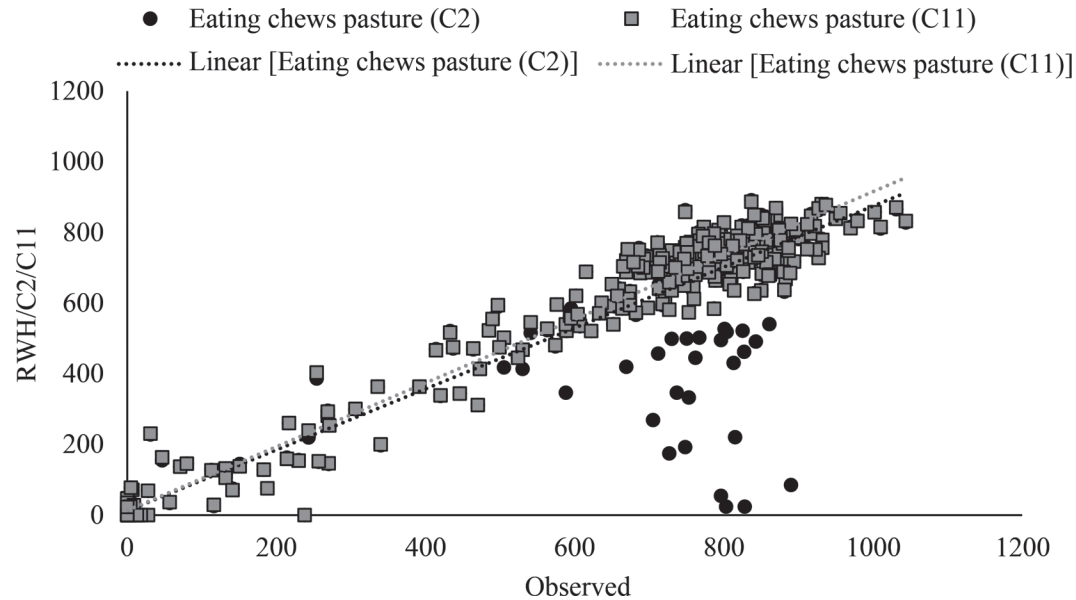 Eating chews pasture (C2)
Eating chews pasture (C11)
Linear [Eating chews pasture (C2)]
Linear [Eating chews pasture (C11)]
RWH/C2/C11
1200
1000
800
600
400
200
0
0 200 400 600 800 1000 1200
Observed